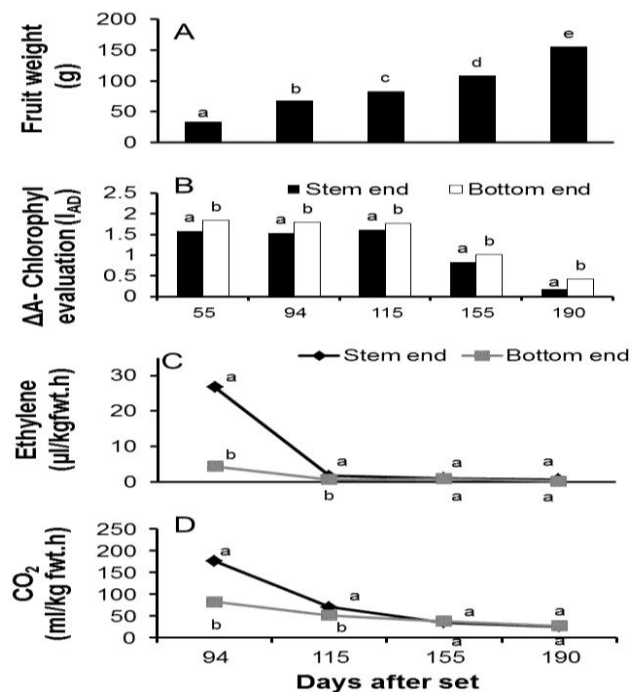 A
Fruit weight
(g)
200
150
100
50
0
a
b
c
d
e
B
Stem end
Bottom end
ΔA- Chlorophyl
evaluation (IAD)
2.5
2
1.5
1
0.5
0
a b
a b
a b
a b
a b
55 94 115 155 190
C
Stem end
Bottom end
Ethylene
(µl/kgfwt.h)
30
20
10
0
a a a a
b b a a
D
CO2
(ml/kg fwt.h)
250
200
150
100
50
0
a a a a
b b a a
94 115 155 190
Days after set